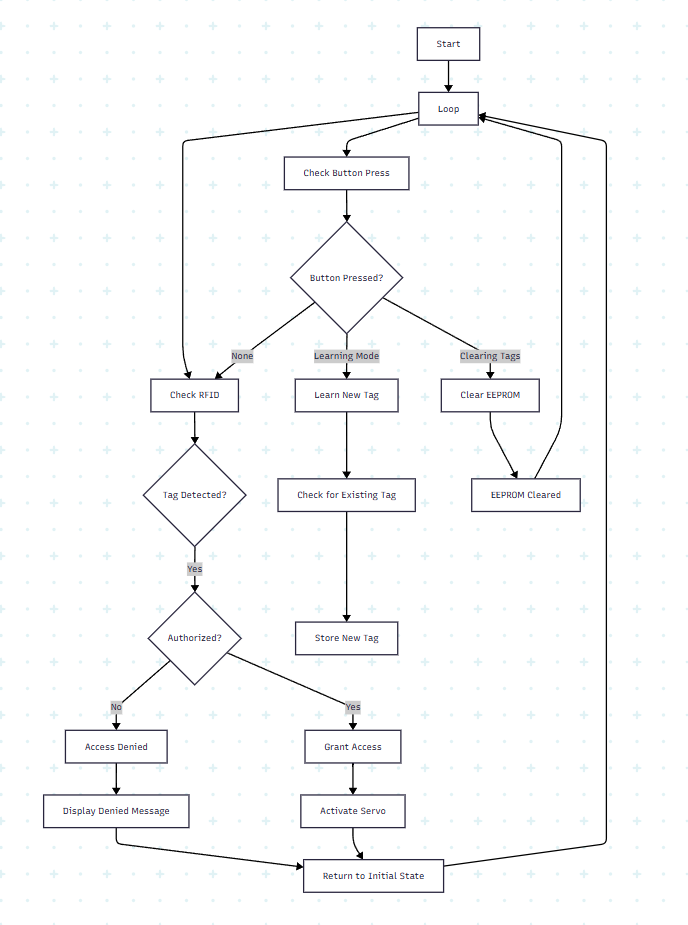 Start
Loop
Check Button Press
Button Pressed?
None
Learning Mode
Clearing Tags
Check RFID
Learn New Tag
Clear EEPROM
Tag Detected?
Check for Existing Tag
EEPROM Cleared
Yes
Authorized?
Store New Tag
No
Yes
Access Denied
Grant Access
Display Denied Message
Activate Servo
Return to Initial State